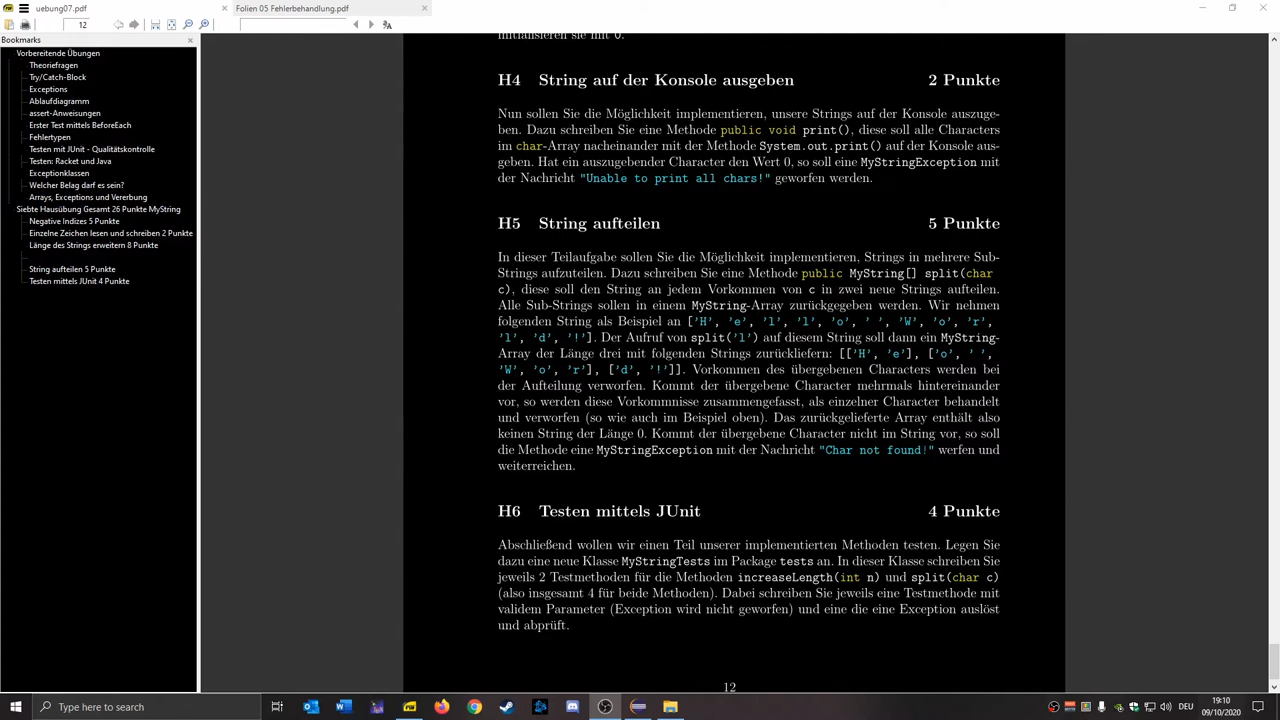 uebung07.pdf
Folien 05 Fehlerbehandlung.pdf
12
Bookmarks
Vorbereitende Übungen
Theoriefragen
Try/Catch-Block
Exceptions
Ablaufdiagramm
assert-Anweisungen
Erster Test mittels BeforeEach
Fehlertypen
Testen mit JUnit - Qualitätskontrolle
Testen: Racket und Java
Exceptionklassen
Welcher Belag darf es sein?
Arrays, Exceptions und Vererbung
Siebte Hausübung Gesamt 26 Punkte MyString
Negative Indizes 5 Punkte
Einzelne Zeichen lesen und schreiben 2 Punkte
Länge des Strings erweitern 8 Punkte
String aufteilen 5 Punkte
Testen mittels JUnit 4 Punkte
initialisieren sie mit 0.
H4 String auf der Konsole ausgeben 2 Punkte
Nun sollen Sie die Möglichkeit implementieren, unsere Strings auf der Konsole auszuge-
ben. Dazu schreiben Sie eine Methode public void print(), diese soll alle Characters
im char-Array nacheinander mit der Methode System.out.print() auf der Konsole aus-
geben. Hat ein auszugebender Character den Wert 0, so soll eine MyStringException mit
der Nachricht "Unable to print all chars!" geworfen werden.
H5 String aufteilen 5 Punkte
In dieser Teilaufgabe sollen Sie die Möglichkeit implementieren, Strings in mehrere Sub-
Strings aufzuteilen. Dazu schreiben Sie eine Methode public MyString[] split(char
c), diese soll den String an jedem Vorkommen von c in zwei neue Strings aufteilen.
Alle Sub-Strings sollen in einem MyString-Array zurückgegeben werden. Wir nehmen
folgenden String als Beispiel an ['H', 'e', 'l', 'l', 'o', ' ', 'W', 'o', 'r',
'l', 'd', '!']. Der Aufruf von split('l') auf diesem String soll dann ein MyString-
Array der Länge drei mit folgenden Strings zurückliefern: [['H', 'e'], ['o', ' ',
'W', 'o', 'r'], ['d', '!']]. Vorkommen des übergebenen Characters werden bei
der Aufteilung verworfen. Kommt der übergebene Character mehrmals hintereinander
vor, so werden diese Vorkommnisse zusammengefasst, als einzelner Character behandelt
und verworfen (so wie auch im Beispiel oben). Das zurückgelieferte Array enthält also
keinen String der Länge 0. Kommt der übergebene Character nicht im String vor, so soll
die Methode eine MyStringException mit der Nachricht "Char not found!" werfen und
weiterreichen.
H6 Testen mittels JUnit 4 Punkte
Abschließend wollen wir einen Teil unserer implementierten Methoden testen. Legen Sie
dazu eine neue Klasse MyStringTests im Package tests an. In dieser Klasse schreiben Sie
jeweils 2 Testmethoden für die Methoden increaseLength(int n) und split(char c)
(also insgesamt 4 für beide Methoden). Dabei schreiben Sie jeweils eine Testmethode mit
validem Parameter (Exception wird nicht geworfen) und eine die eine Exception auslöst
und abprüft.
12
Type here to search
DEU
19:10
09/10/2020